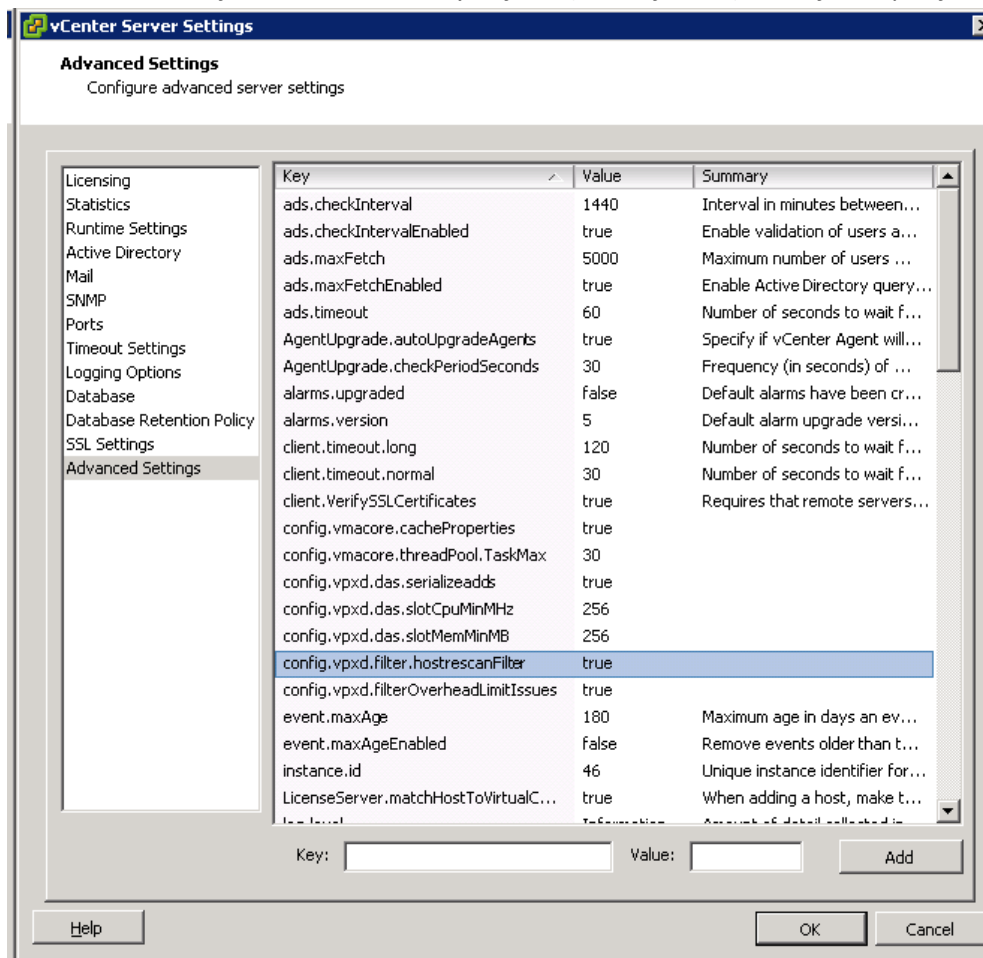 vCenter Server Settings
Advanced Settings
Configure advanced server settings
Licensing
Statistics
Runtime Settings
Active Directory
Mail
SNMP
Ports
Timeout Settings
Logging Options
Database
Database Retention Policy
SSL Settings
Advanced Settings
Key Value Summary
ads.checkInterval 1440 Interval in minutes between...
ads.checkIntervalEnabled true Enable validation of users a...
ads.maxFetch 5000 Maximum number of users ...
ads.maxFetchEnabled true Enable Active Directory query...
ads.timeout 60 Number of seconds to wait f...
AgentUpgrade.autoUpgradeAgents true Specify if vCenter Agent will...
AgentUpgrade.checkPeriodSeconds 30 Frequency (in seconds) of ...
alarms.upgraded false Default alarms have been cr...
alarms.version 5 Default alarm upgrade versi...
client.timeout.long 120 Number of seconds to wait f...
client.timeout.normal 30 Number of seconds to wait f...
client.VerifySSLCertificates true Requires that remote servers...
config.vmacore.cacheProperties true
config.vmacore.threadPool.TaskMax 30
config.vpxd.das.serializeadds true
config.vpxd.das.slotCpuMinMHz 256
config.vpxd.das.slotMemMinMB 256
config.vpxd.filter.hostrescanFilter true
config.vpxd.filterOverheadLimitIssues true
event.maxAge 180 Maximum age in days an ev...
event.maxAgeEnabled false Remove events older than t...
instance.id 46 Unique instance identifier for...
LicenseServer.matchHostToVirtualC... true When adding a host, make t...
Key: Value: Add
Help OK Cancel